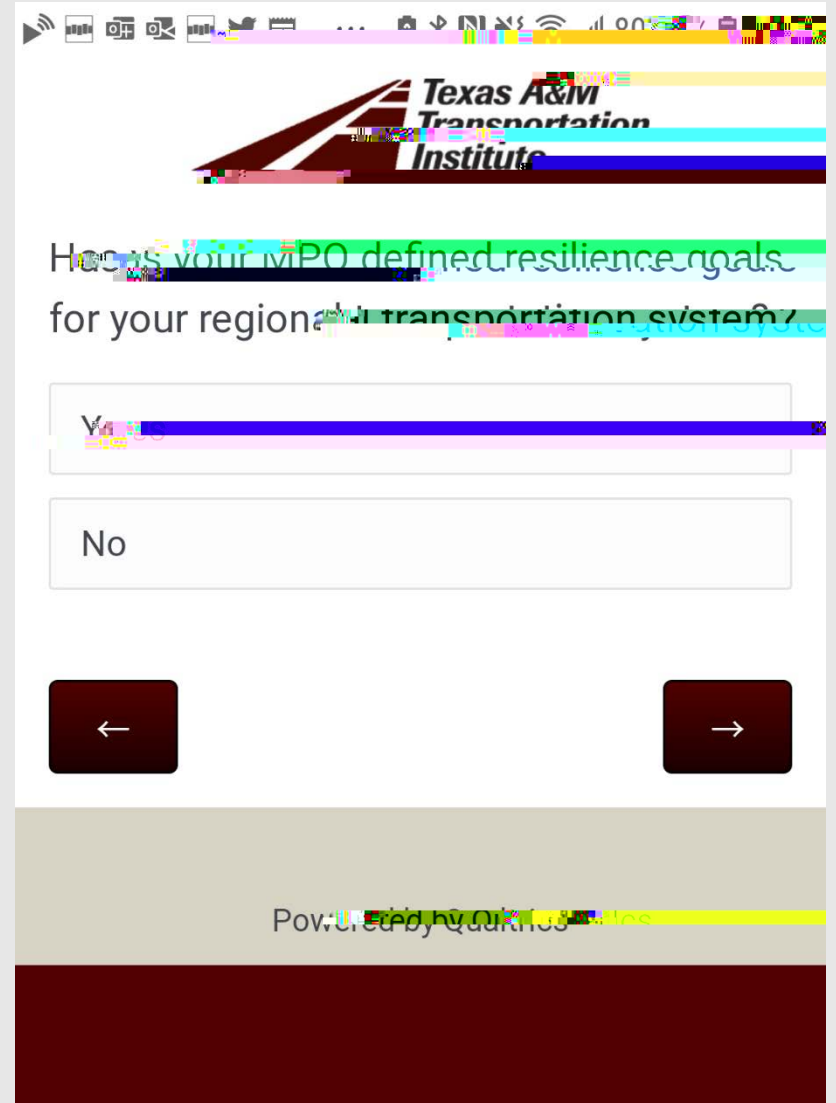 Texas A&M
Transportation
Institute
Has your MPO defined resilience goals
for your regional transportation system?
Yes
No
←
→
Powered by Qualtrics